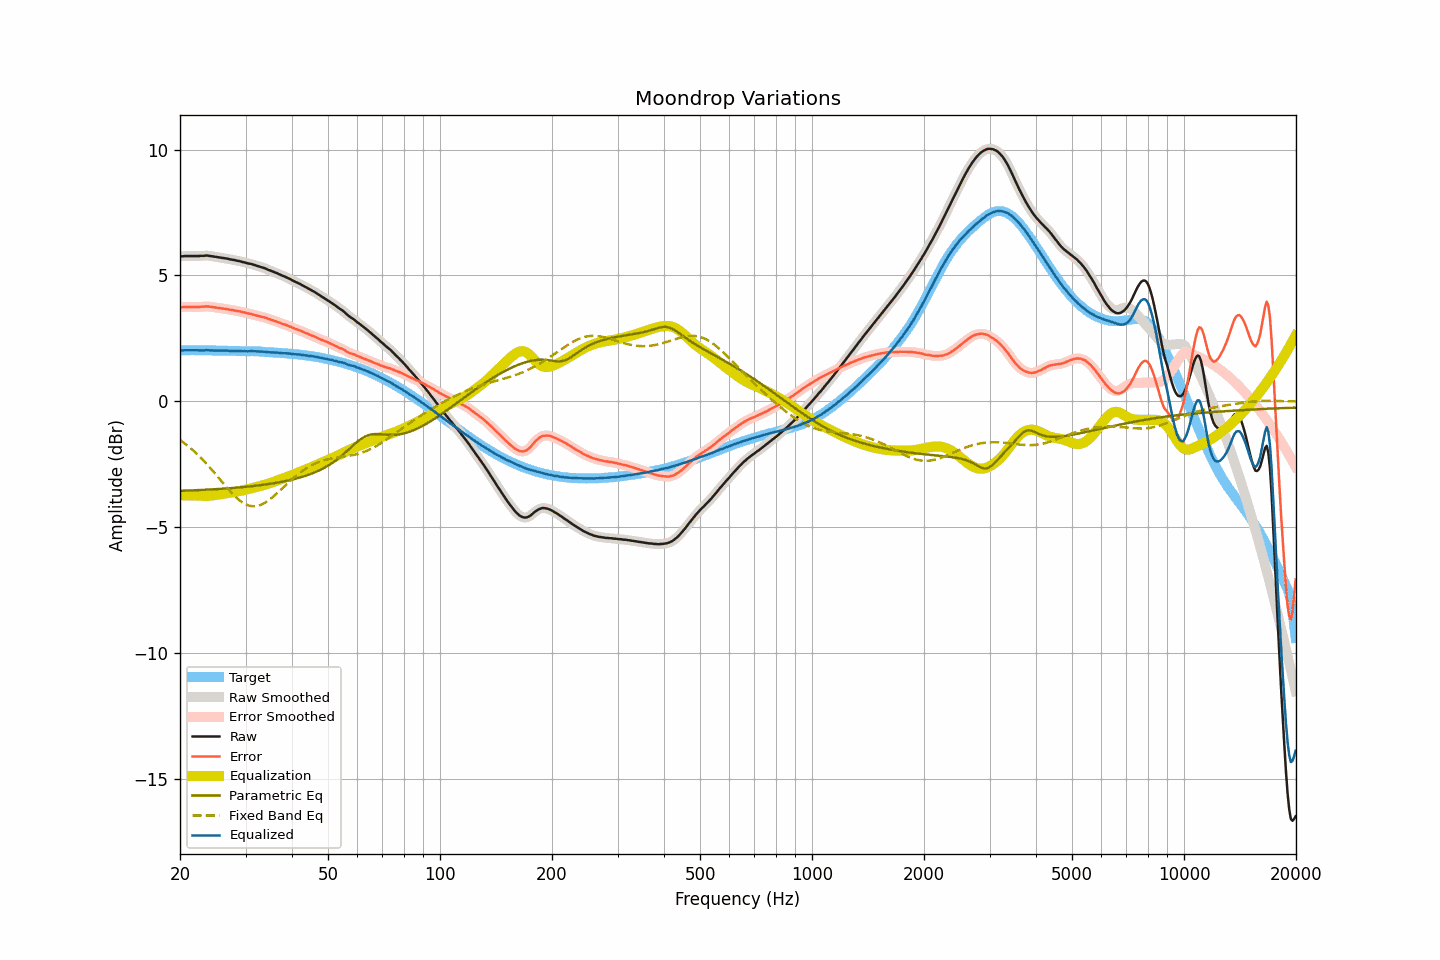 Moondrop Variations
Amplitude (dBr)
10
5
0
−5
−10
−15
Target
Raw Smoothed
Error Smoothed
Raw
Error
Equalization
Parametric Eq
Fixed Band Eq
Equalized
20 50 100 200 500 1000 2000 5000 10000 20000
Frequency (Hz)